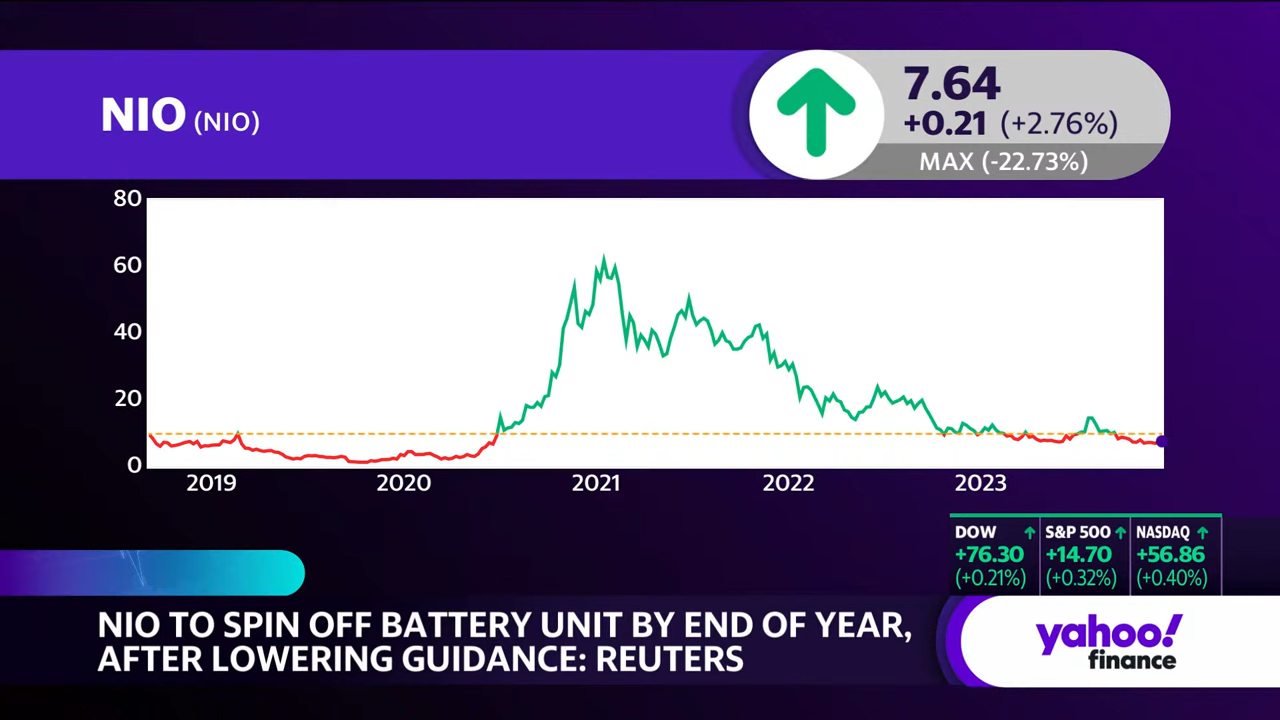 NIO (NIO)
7.64
+0.21 (+2.76%)
MAX (-22.73%)
80
60
40
20
0
2019 2020 2021 2022 2023
DOW S&P 500 NASDAQ
+76.30 +14.70 +56.86
(+0.21%) (+0.32%) (+0.40%)
NIO TO SPIN OFF BATTERY UNIT BY END OF YEAR,
AFTER LOWERING GUIDANCE: REUTERS
yahoo!
finance